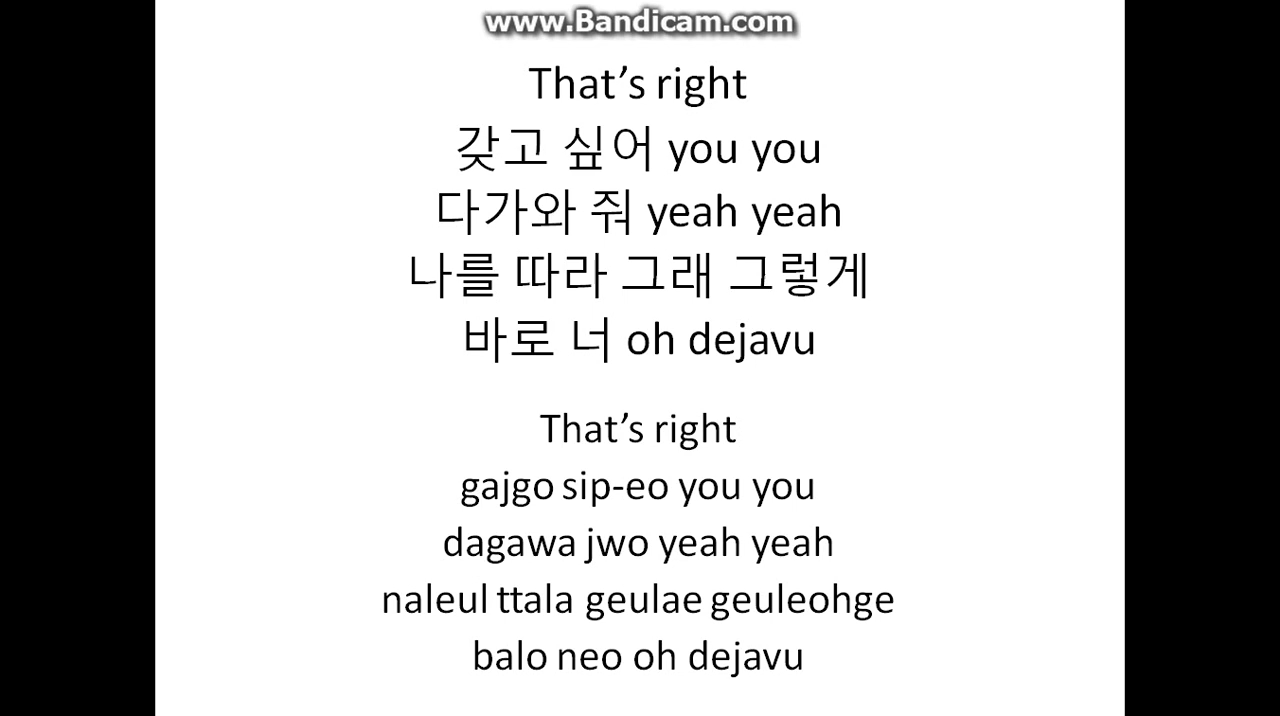 www.Bandicam.com
That’s right
갖고 싶어 you you
다가와 줘 yeah yeah
나를 따라 그래 그렇게
바로 너 oh dejavu
That’s right
gajgo sip-eo you you
dagawa jwo yeah yeah
naleul ttala geulae geuleohge
balo neo oh dejavu